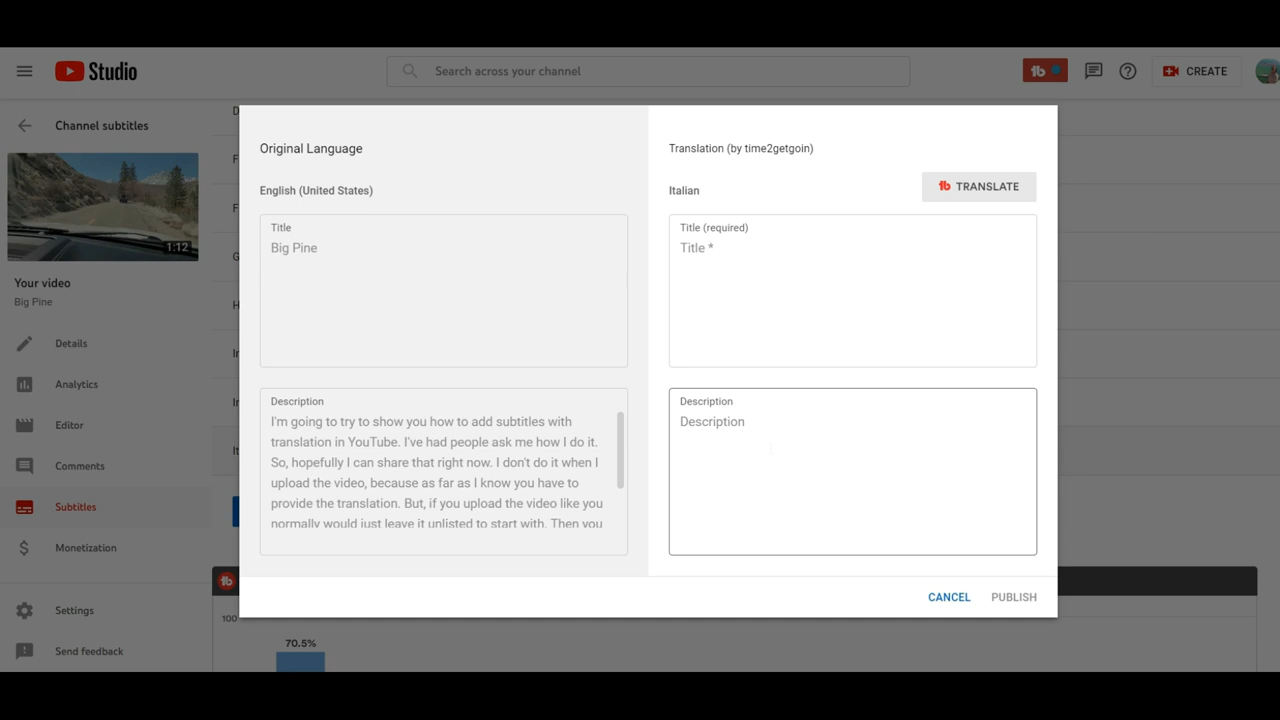 Studio
Search across your channel
CREATE
Channel subtitles
1:12
Your video
Big Pine
Details
Analytics
Editor
Comments
Subtitles
Monetization
Settings
Send feedback
D
F
F
G
H
In
In
It
Original Language
English (United States)
Title
Big Pine
Description
I'm going to try to show you how to add subtitles with
translation in YouTube. I've had people ask me how I do it.
So, hopefully I can share that right now. I don't do it when I
upload the video, because as far as I know you have to
provide the translation. But, if you upload the video like you
normally would just leave it unlisted to start with. Then you
Translation (by time2getgoin)
Italian
TRANSLATE
Title (required)
Title *
Description
Description
CANCEL
PUBLISH
100
70.5%